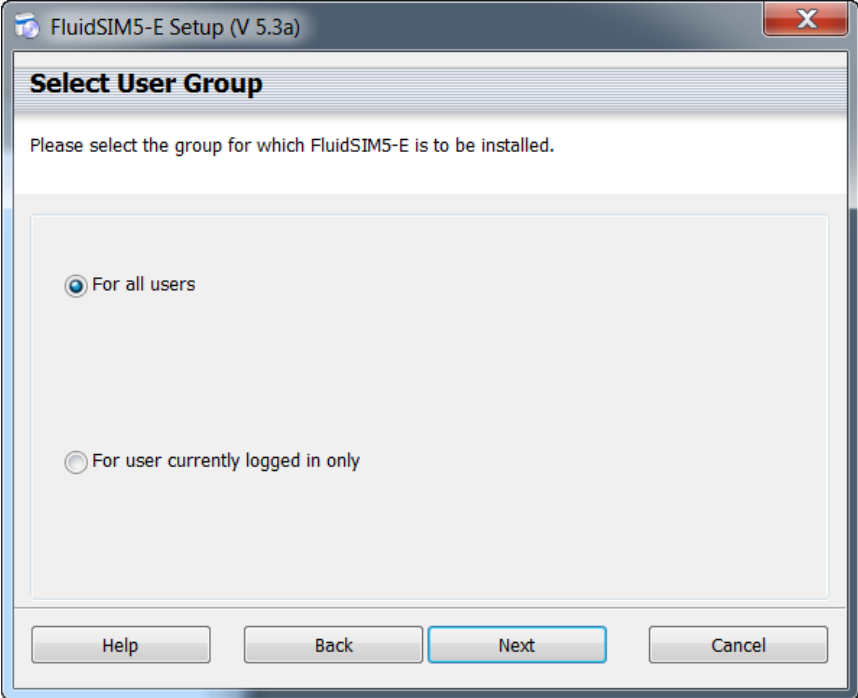 FluidSIM5-E Setup (V 5.3a)
Select User Group
Please select the group for which FluidSIM5-E is to be installed.
For all users
For user currently logged in only
Help Back Next Cancel